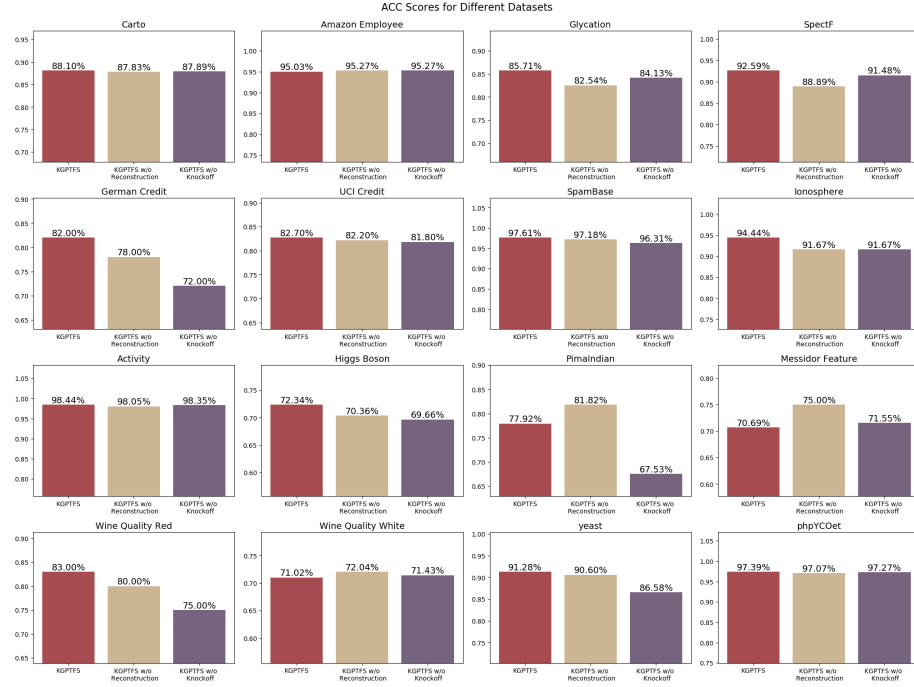 ACC Scores for Different Datasets
Carto
0.95
0.90
0.85
0.80
0.75
0.70
88.10%
87.83%
87.89%
KGPTFS
KGPTFS w/o
Reconstruction
KGPTFS w/o
Knockoff
Amazon Employee
1.00
0.95
0.90
0.85
0.80
0.75
95.03%
95.27%
95.27%
KGPTFS
KGPTFS w/o
Reconstruction
KGPTFS w/o
Knockoff
Glycation
0.90
0.85
0.80
0.75
0.70
85.71%
82.54%
84.13%
KGPTFS
KGPTFS w/o
Reconstruction
KGPTFS w/o
Knockoff
SpectF
1.00
0.95
0.90
0.85
0.80
0.75
92.59%
88.89%
91.48%
KGPTFS
KGPTFS w/o
Reconstruction
KGPTFS w/o
Knockoff
German Credit
0.90
0.85
0.80
0.75
0.70
0.65
82.00%
78.00%
72.00%
KGPTFS
KGPTFS w/o
Reconstruction
KGPTFS w/o
Knockoff
UCI Credit
0.90
0.85
0.80
0.75
0.70
0.65
82.70%
82.20%
81.80%
KGPTFS
KGPTFS w/o
Reconstruction
KGPTFS w/o
Knockoff
SpamBase
1.05
1.00
0.95
0.90
0.85
0.80
97.61%
97.18%
96.31%
KGPTFS
KGPTFS w/o
Reconstruction
KGPTFS w/o
Knockoff
Ionosphere
1.00
0.95
0.90
0.85
0.80
0.75
94.44%
91.67%
91.67%
KGPTFS
KGPTFS w/o
Reconstruction
KGPTFS w/o
Knockoff
Activity
1.05
1.00
0.95
0.90
0.85
0.80
98.44%
98.05%
98.35%
KGPTFS
KGPTFS w/o
Reconstruction
KGPTFS w/o
Knockoff
Higgs Boson
0.75
0.70
0.65
0.60
72.34%
70.36%
69.66%
KGPTFS
KGPTFS w/o
Reconstruction
KGPTFS w/o
Knockoff
PimaIndian
0.90
0.85
0.80
0.75
0.70
0.65
77.92%
81.82%
67.53%
KGPTFS
KGPTFS w/o
Reconstruction
KGPTFS w/o
Knockoff
Messidor Feature
0.80
0.75
0.70
0.65
0.60
70.69%
75.00%
71.55%
KGPTFS
KGPTFS w/o
Reconstruction
KGPTFS w/o
Knockoff
Wine Quality Red
0.90
0.85
0.80
0.75
0.70
0.65
83.00%
80.00%
75.00%
KGPTFS
KGPTFS w/o
Reconstruction
KGPTFS w/o
Knockoff
Wine Quality White
0.75
0.70
0.65
0.60
71.02%
72.04%
71.43%
KGPTFS
KGPTFS w/o
Reconstruction
KGPTFS w/o
Knockoff
yeast
1.00
0.95
0.90
0.85
0.80
0.75
91.28%
90.60%
86.58%
KGPTFS
KGPTFS w/o
Reconstruction
KGPTFS w/o
Knockoff
phpYCOet
1.05
1.00
0.95
0.90
0.85
0.80
0.75
97.39%
97.07%
97.27%
KGPTFS
KGPTFS w/o
Reconstruction
KGPTFS w/o
Knockoff